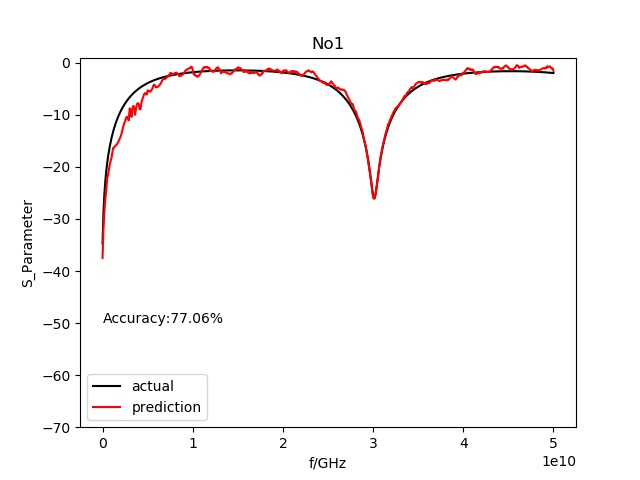 No1
0
−10
−20
−30
−40
−50
−60
−70
S_Parameter
Accuracy:77.06%
actual
prediction
0 1 2 3 4 5
1e10
f/GHz